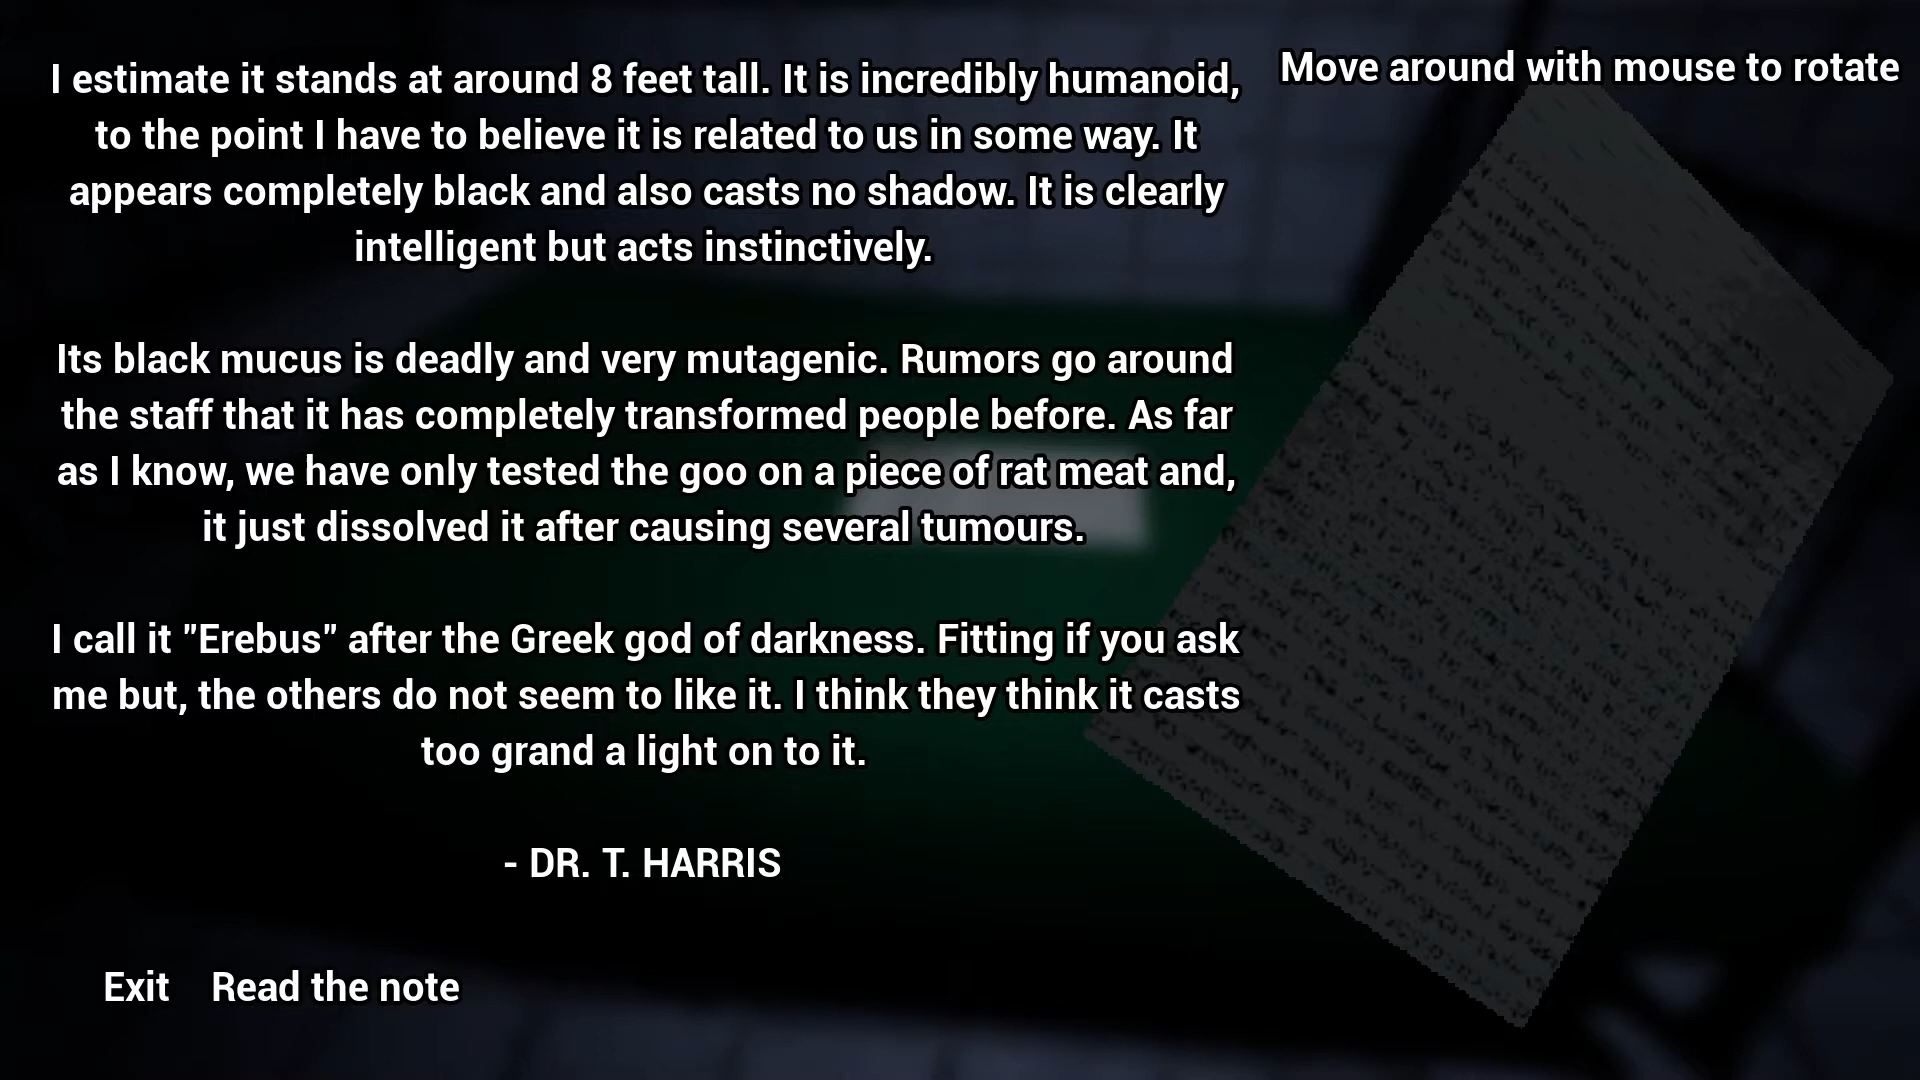 I estimate it stands at around 8 feet tall. It is incredibly humanoid,
to the point I have to believe it is related to us in some way. It
appears completely black and also casts no shadow. It is clearly
intelligent but acts instinctively.
Its black mucus is deadly and very mutagenic. Rumors go around
the staff that it has completely transformed people before. As far
as I know, we have only tested the goo on a piece of rat meat and,
it just dissolved it after causing several tumours.
I call it "Erebus" after the Greek god of darkness. Fitting if you ask
me but, the others do not seem to like it. I think they think it casts
too grand a light on to it.
- DR. T. HARRIS
Exit Read the note
Move around with mouse to rotate